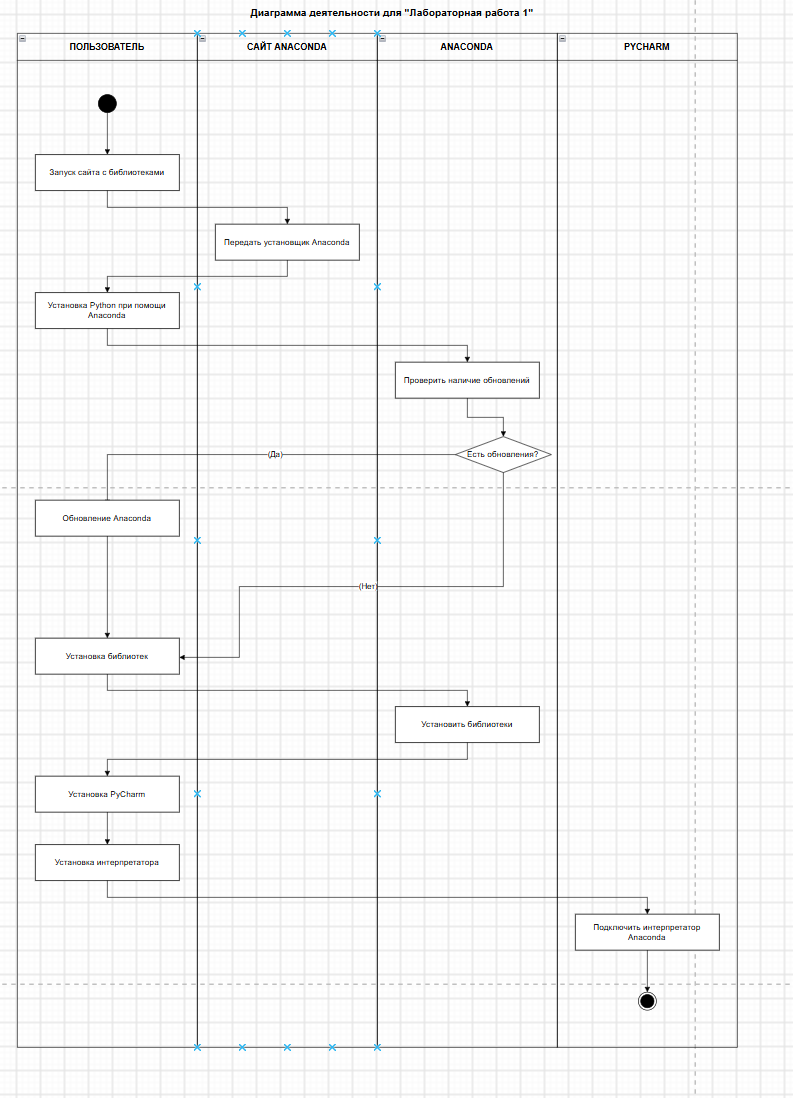 Диаграмма деятельности для "Лабораторная работа 1"
ПОЛЬЗОВАТЕЛЬ
САЙТ ANACONDA
ANACONDA
PYCHARM
Запуск сайта с библиотеками
Передать установщик Anaconda
Установка Python при помощи
Anaconda
Проверить наличие обновлений
Есть обновления?
(Да)
Обновление Anaconda
(Нет)
Установка библиотек
Установить библиотеки
Установка PyCharm
Установка интерпретатора
Подключить интерпретатор
Anaconda